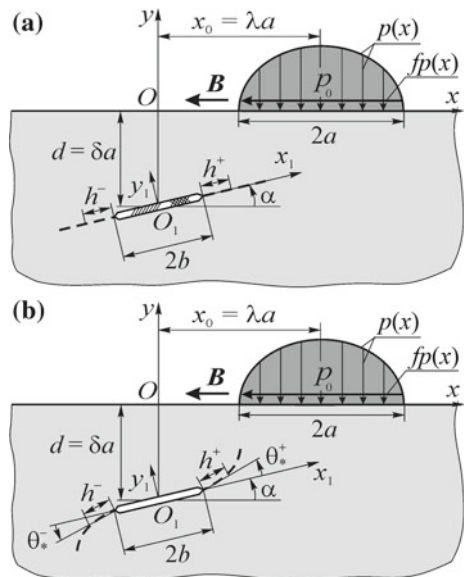 (a)
y
x₀ = λa
p(x)
fp(x)
O
B
p₀
x
2a
d = δa
h⁻
y₁
h⁺
x₁
α
O₁
2b
(b)
y
x₀ = λa
p(x)
fp(x)
O
B
p₀
x
2a
d = δa
h⁻
y₁
h⁺
θ*⁺
x₁
α
θ*⁻
O₁
2b